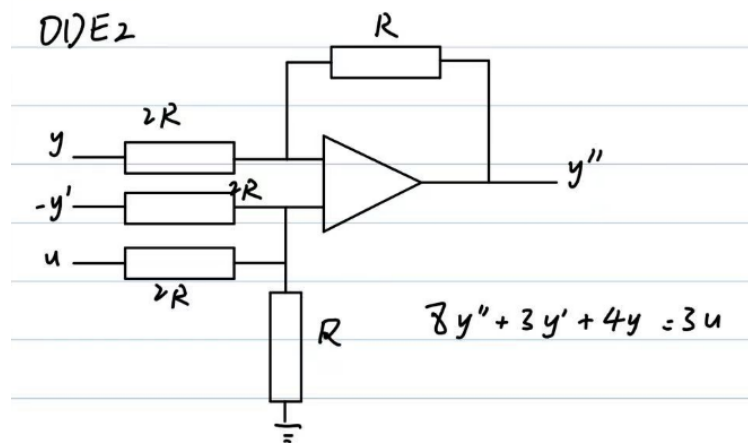 ODE2
R
2R
y
y"
2R
-y'
u
2R
R
8y" + 3y' + 4y = 3u